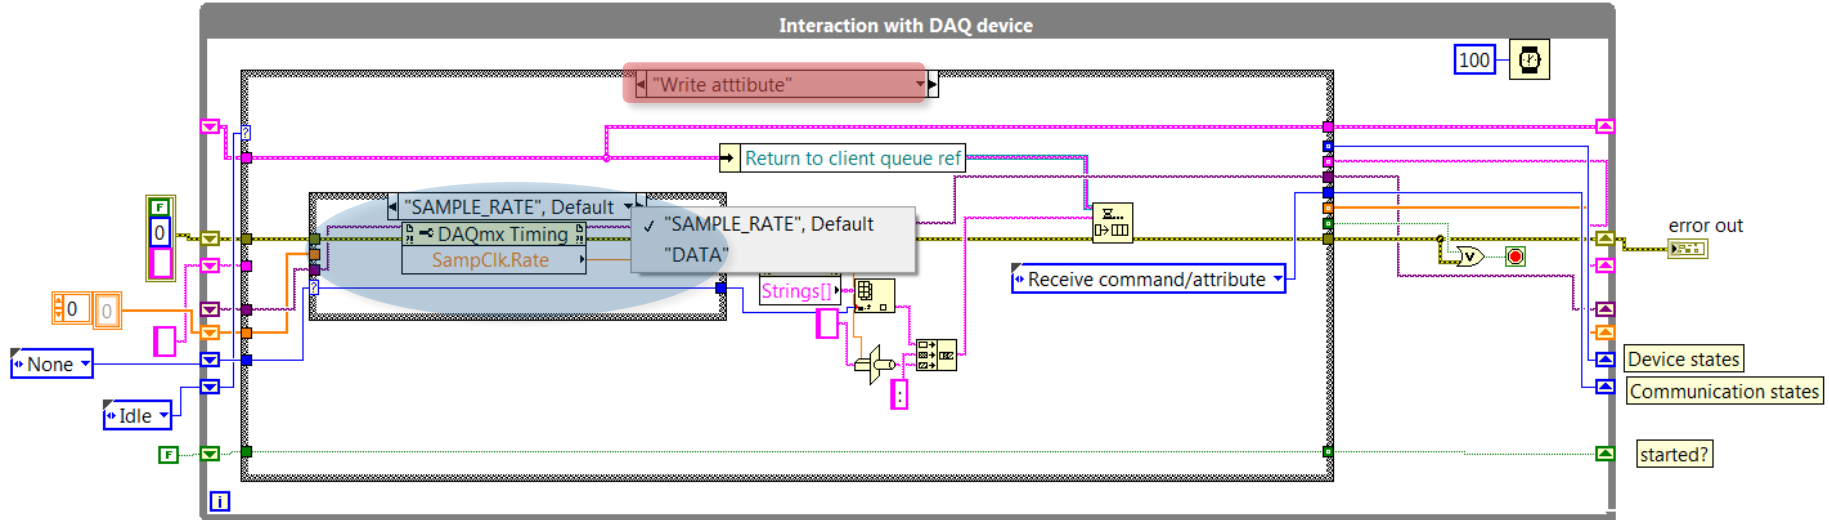 Interaction with DAQ device
100
"Write atttibute"
?
Return to client queue ref
"SAMPLE_RATE", Default
"SAMPLE_RATE", Default
"DATA"
F
0
DAQmx Timing
SampClk.Rate
error out
Receive command/attribute
?
Strings[]
0
0
None
Device states
Communication states
Idle
:
F
started?
i